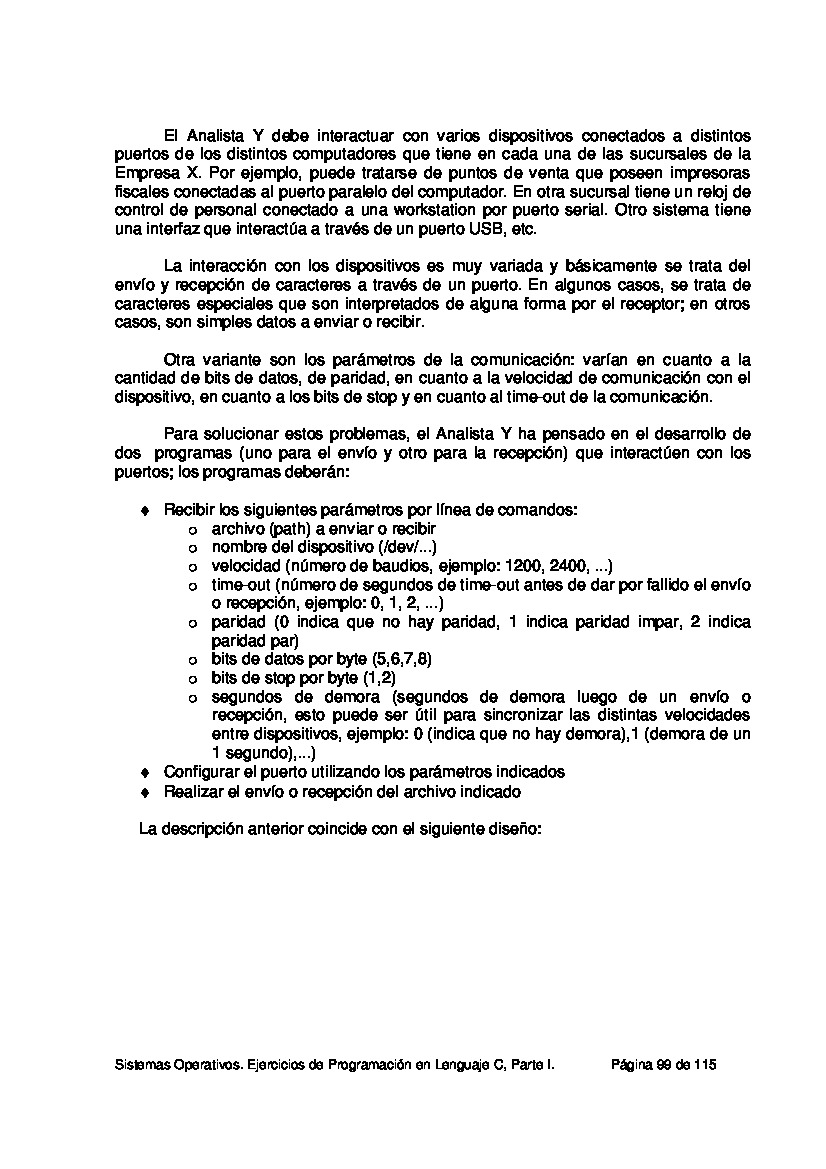 El Analista Y debe interactuar con varios dispositivos conectados a distintos
puertos de los distintos computadores que tiene en cada una de las sucursales de la
Empresa X. Por ejemplo, puede tratarse de puntos de venta que poseen impresoras
fiscales conectadas al puerto paralelo del computador. En otra sucursal tiene un reloj de
control de personal conectado a una workstation por puerto serial. Otro sistema tiene
una interfaz que interactúa a través de un puerto USB, etc.
La interacción con los dispositivos es muy variada y básicamente se trata del
envío y recepción de caracteres a través de un puerto. En algunos casos, se trata de
caracteres especiales que son interpretados de alguna forma por el receptor; en otros
casos, son simples datos a enviar o recibir.
Otra variante son los parámetros de la comunicación: varían en cuanto a la
cantidad de bits de datos, de paridad, en cuanto a la velocidad de comunicación con el
dispositivo, en cuanto a los bits de stop y en cuanto al time-out de la comunicación.
Para solucionar estos problemas, el Analista Y ha pensado en el desarrollo de
dos programas (uno para el envío y otro para la recepción) que interactúen con los
puertos; los programas deberán:
♦ Recibir los siguientes parámetros por línea de comandos:
o archivo (path) a enviar o recibir
o nombre del dispositivo (/dev/...)
o velocidad (número de baudios, ejemplo: 1200, 2400, ...)
o time-out (número de segundos de time-out antes de dar por fallido el envío
o recepción, ejemplo: 0, 1, 2, ...)
o paridad (0 indica que no hay paridad, 1 indica paridad impar, 2 indica
paridad par)
o bits de datos por byte (5,6,7,8)
o bits de stop por byte (1,2)
o segundos de demora (segundos de demora luego de un envío o
recepción, esto puede ser útil para sincronizar las distintas velocidades
entre dispositivos, ejemplo: 0 (indica que no hay demora),1 (demora de un
1 segundo),...)
♦ Configurar el puerto utilizando los parámetros indicados
♦ Realizar el envío o recepción del archivo indicado
La descripción anterior coincide con el siguiente diseño:
Sistemas Operativos. Ejercicios de Programación en Lenguaje C, Parte I. Página 99 de 115